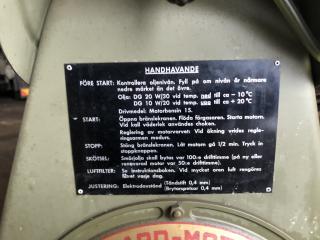 HANDHAVANDE
FÖRE START: Kontrollera oljenivån. Fyll på om nivån är närmare
nedre märket än det övre.
Olja: DG 20 W/30 vid temp. ned till ca −10°C
DG 10 W/20 vid temp. upp till ca +20°C
Drivmedel: Motorbensin 15.
START: Öppna bränslekranen. Flöda förgasaren. Starta motorn.
Vid kall väderlek användes choken.
Reglering av motorvarvet: Vid ökning vrides regle-
ringsarmen moturs.
STOPP: Stäng bränslekranen. Låt motorn gå 1/2 min. Tryck in
stoppknappen.
SKÖTSEL: Smörjolja skall bytas var 100:e drifttimme (på ny eller
renoverad motor var 50:e drifttimme).
LUFTFILTER: Se instruktionsboken. Vid mycket oren luft rengöres
filtret varje dag.
JUSTERING: Elektrodavstånd (Tändstift 0,4 mm)
(Brytarspetsar 0,4 mm)